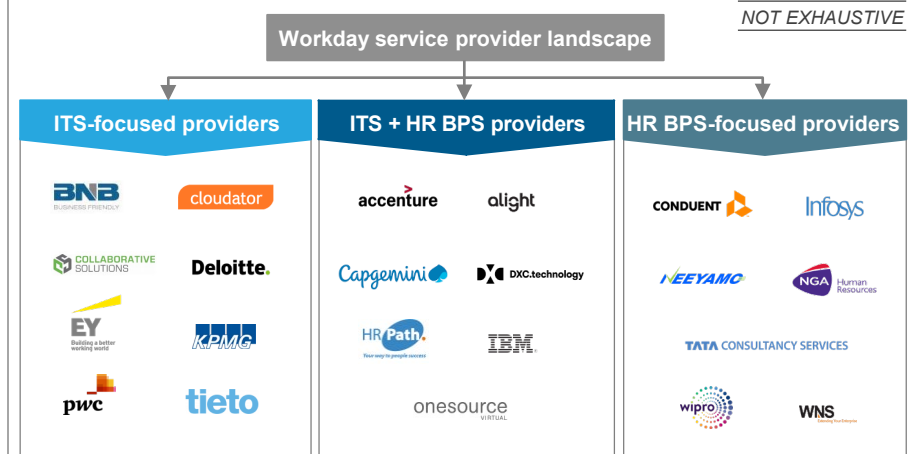 NOT EXHAUSTIVE
Workday service provider landscape
ITS-focused providers
BNB
BUSINESS FRIENDLY
cloudator
COLLABORATIVE
SOLUTIONS
Deloitte.
EY
Building a better
working world
KPMG
pwc
tieto
ITS + HR BPS providers
accenture
alight
Capgemini
DXC.technology
HR Path.
Your way to people success
IBM
onesource
VIRTUAL
HR BPS-focused providers
CONDUENT
Infosys
NEEYAMO
NGA Human
Resources
TATA CONSULTANCY SERVICES
wipro
WNS
Extending Your Enterprise